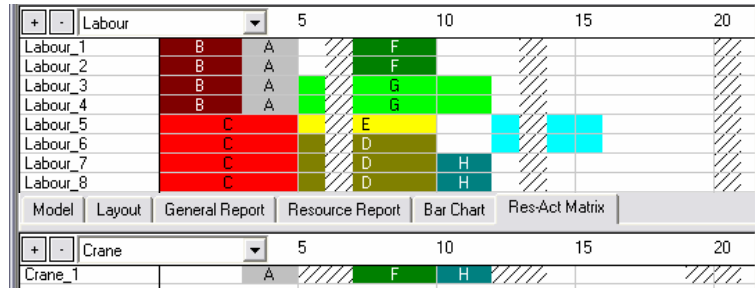 + - Labour 5 10 15 20
Labour_1 B A F
Labour_2 B A F
Labour_3 B A G
Labour_4 B A G
Labour_5 C E
Labour_6 C D
Labour_7 C D H
Labour_8 C D H
Model Layout General Report Resource Report Bar Chart Res-Act Matrix
+ - Crane 5 10 15 20
Crane_1 A F H